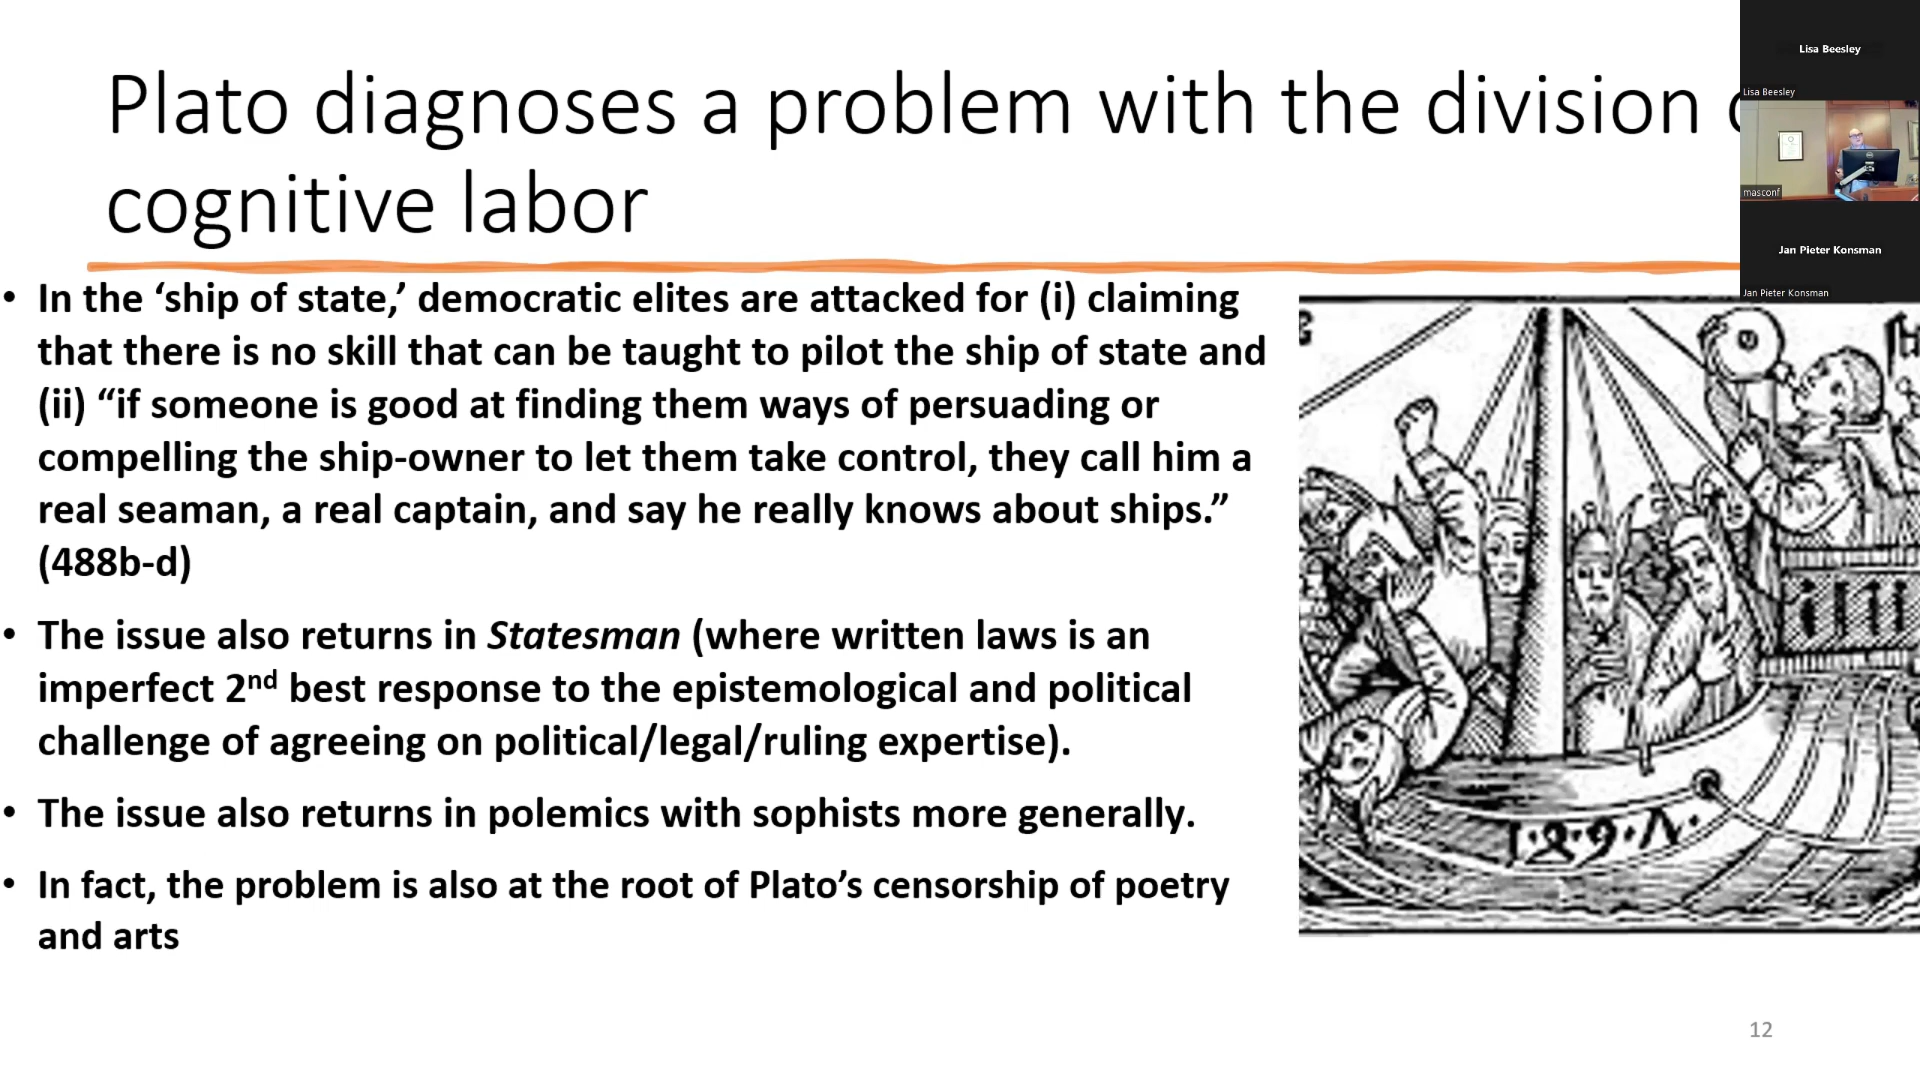 Plato diagnoses a problem with the division
cognitive labor
• In the ‘ship of state,’ democratic elites are attacked for (i) claiming
that there is no skill that can be taught to pilot the ship of state and
(ii) “if someone is good at finding them ways of persuading or
compelling the ship-owner to let them take control, they call him a
real seaman, a real captain, and say he really knows about ships.”
(488b-d)
• The issue also returns in Statesman (where written laws is an
imperfect 2nd best response to the epistemological and political
challenge of agreeing on political/legal/ruling expertise).
• The issue also returns in polemics with sophists more generally.
• In fact, the problem is also at the root of Plato’s censorship of poetry
and arts
12
Lisa Beesley
Lisa Beesley
masconf
Jan Pieter Konsman
Jan Pieter Konsman